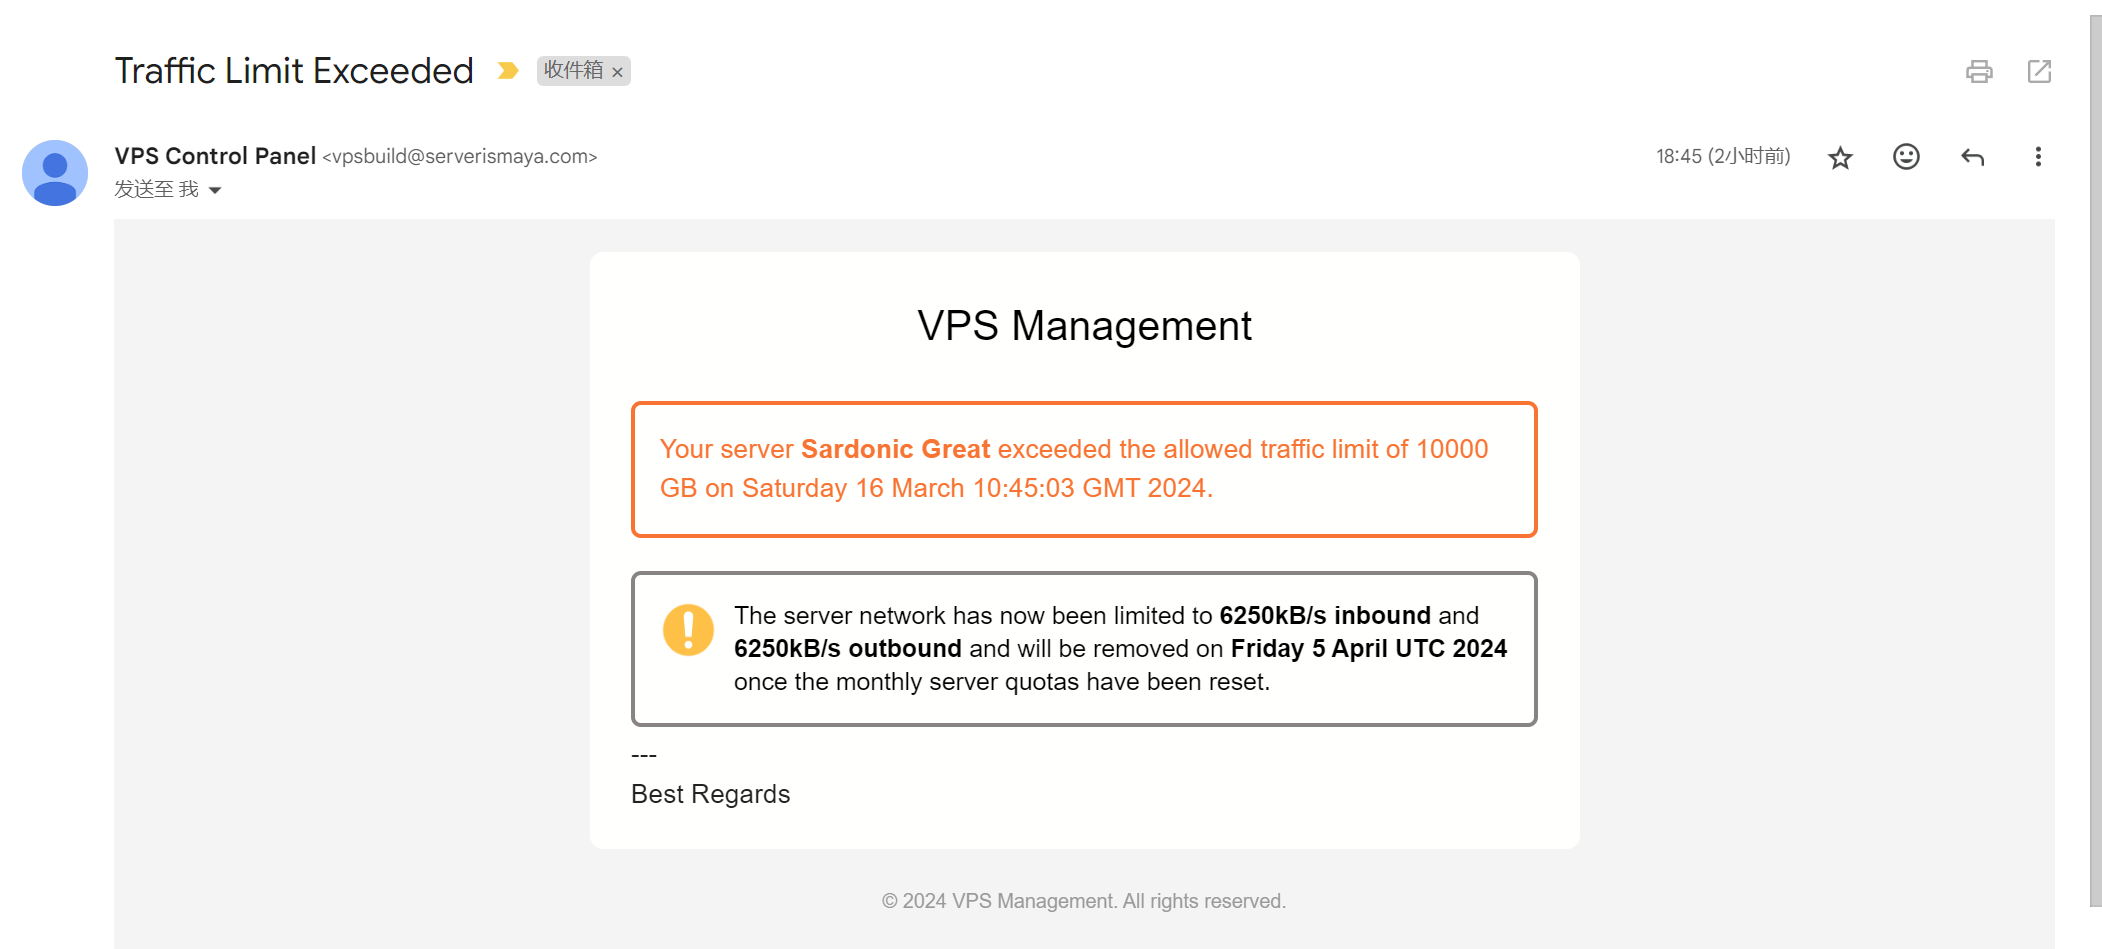 Traffic Limit Exceeded 收件箱 ×
VPS Control Panel <vpsbuild@serverismaya.com> 18:45 (2小时前)
发送至 我
VPS Management
Your server Sardonic Great exceeded the allowed traffic limit of 10000
GB on Saturday 16 March 10:45:03 GMT 2024.
The server network has now been limited to 6250kB/s inbound and
6250kB/s outbound and will be removed on Friday 5 April UTC 2024
once the monthly server quotas have been reset.
---
Best Regards
© 2024 VPS Management. All rights reserved.